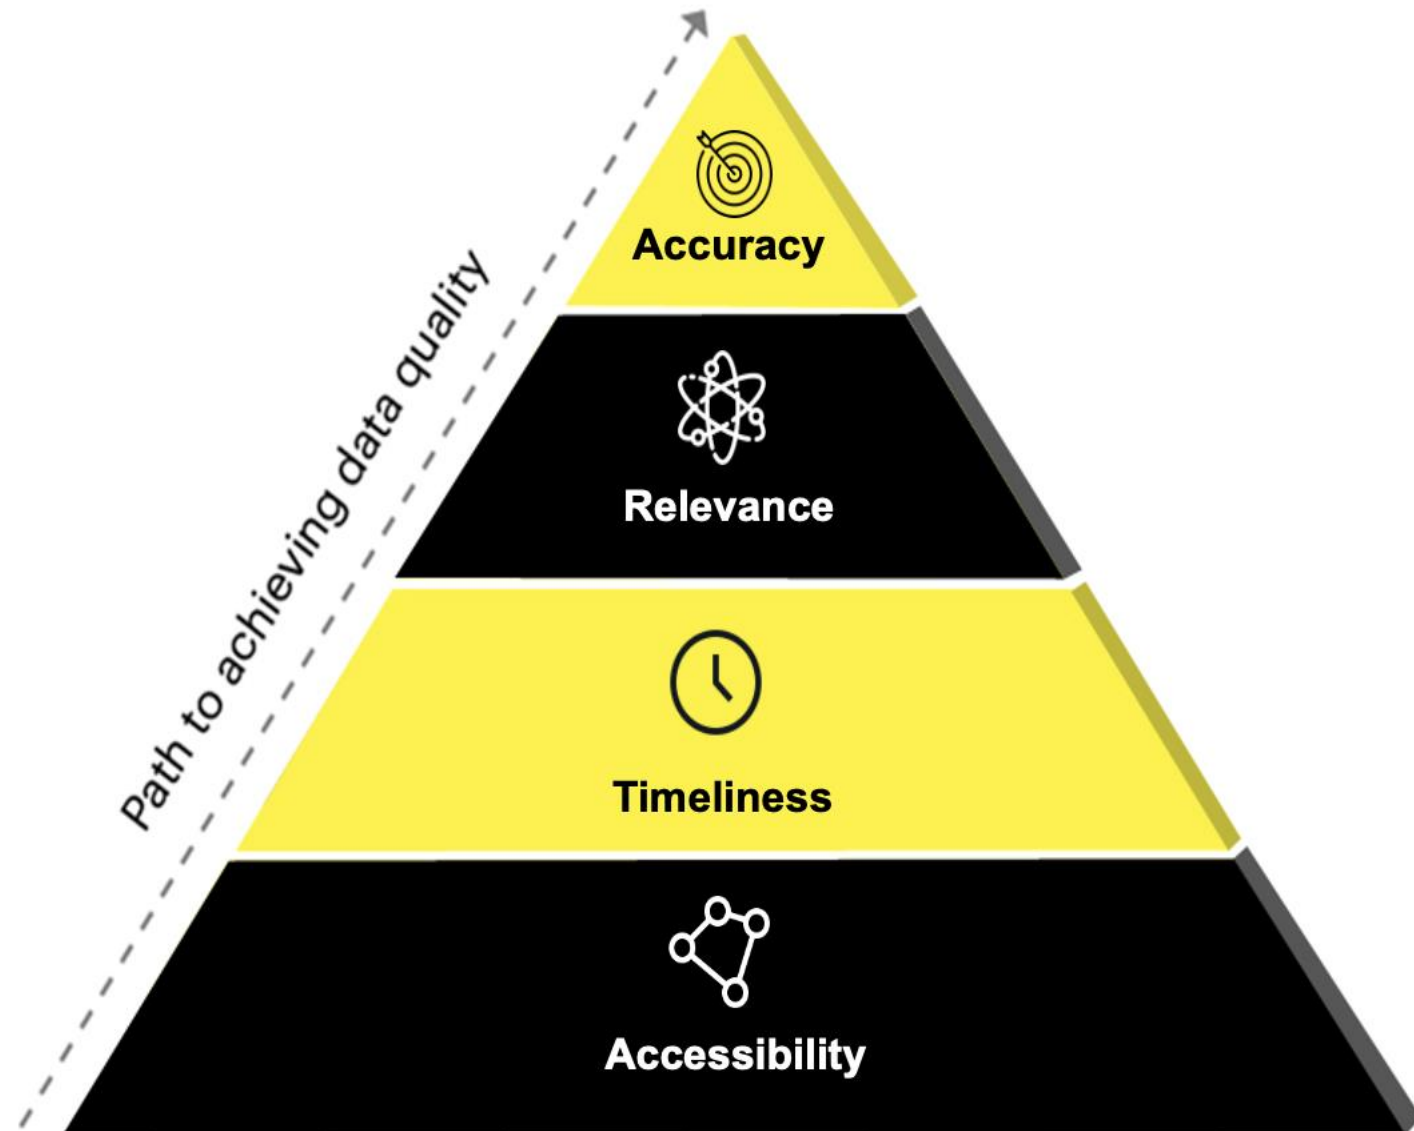 Path to achieving data quality
Accuracy
Relevance
Timeliness
Accessibility